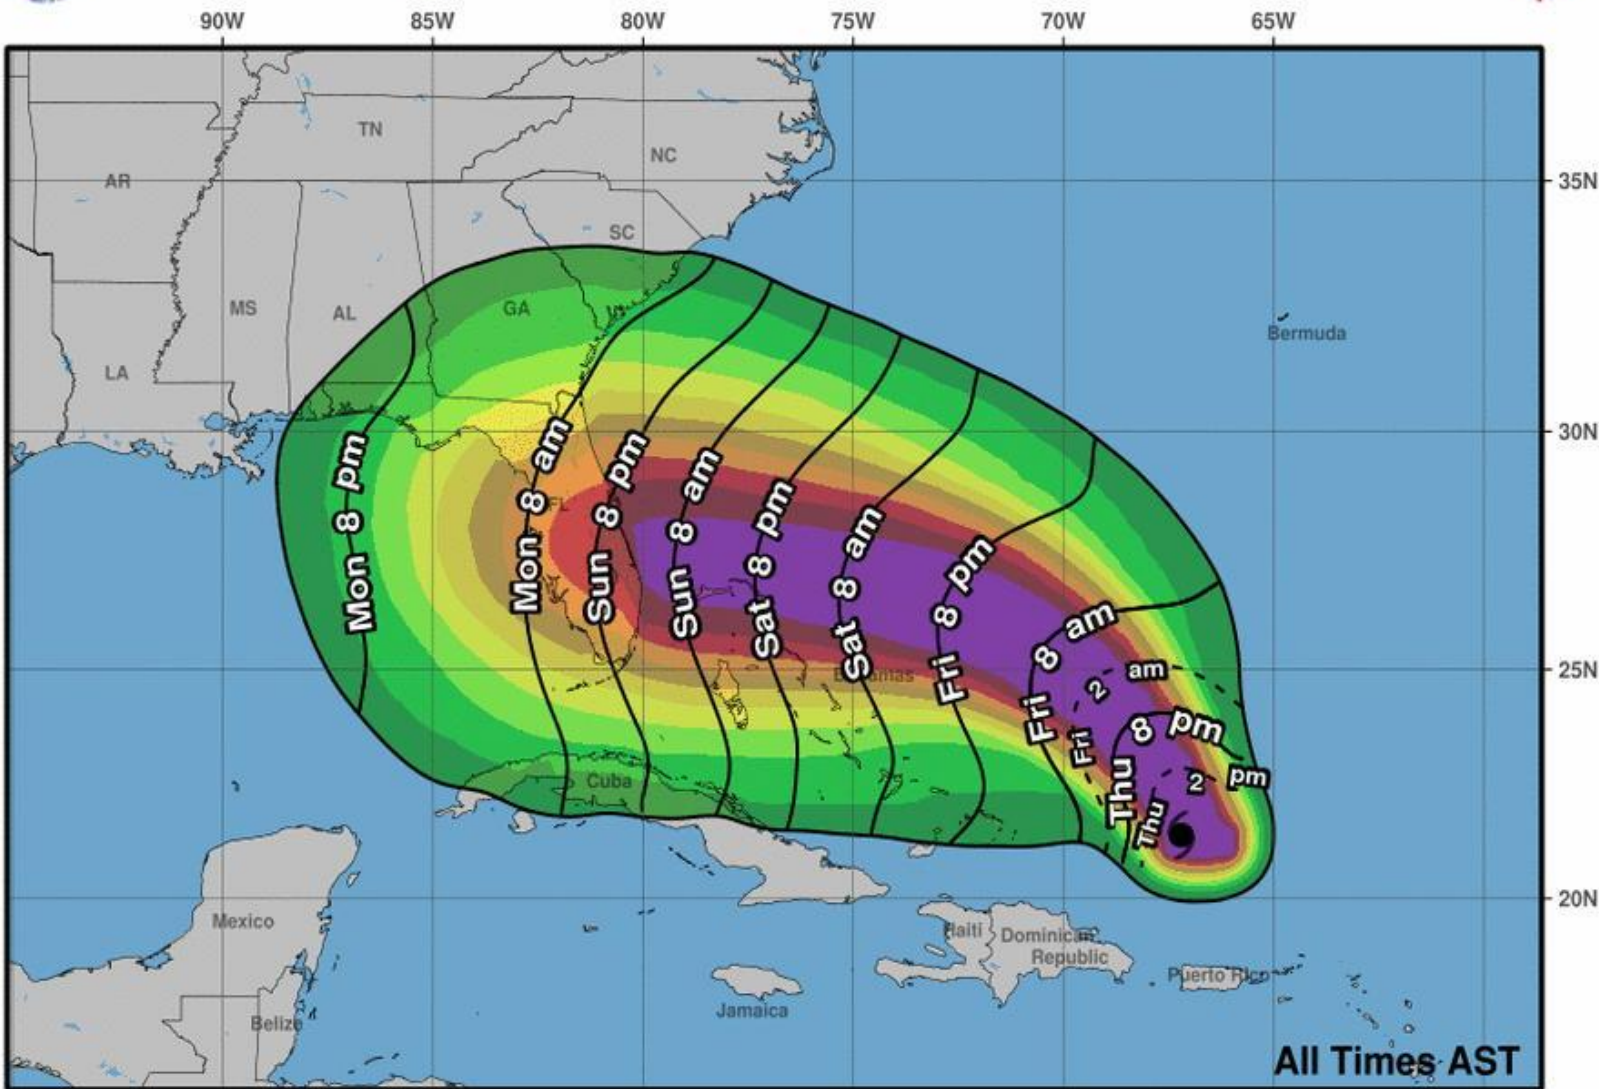 90W 85W 80W 75W 70W 65W
TN
NC
AR
35N
SC
MS AL GA
Bermuda
LA
30N
Mon 8 pm
Mon 8 am
FL
Sun 8 pm
Sun 8 am
Sat 8 pm
Sat 8 am
Fri 8 pm
Fri 8 am
Fri 2 am
Thu 8 pm
Thu 2 pm
25N
Bahamas
Cuba
20N
Mexico
Haiti
Dominican
Republic
Puerto Rico
Jamaica
Belize
All Times AST